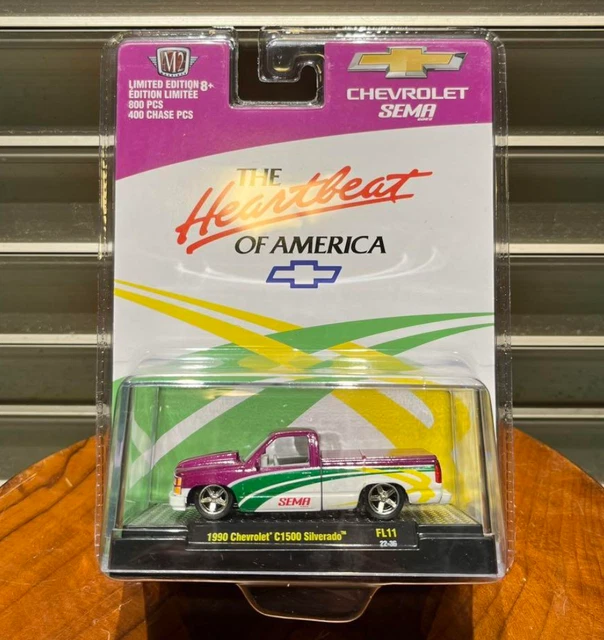 M2
LIMITED EDITION 8+
ÉDITION LIMITÉE
800 PCS
400 CHASE PCS
CHEVROLET
SEMA
THE
Heartbeat
OF AMERICA
SEMA
1990 Chevrolet® C1500 Silverado™
FL11
22-36